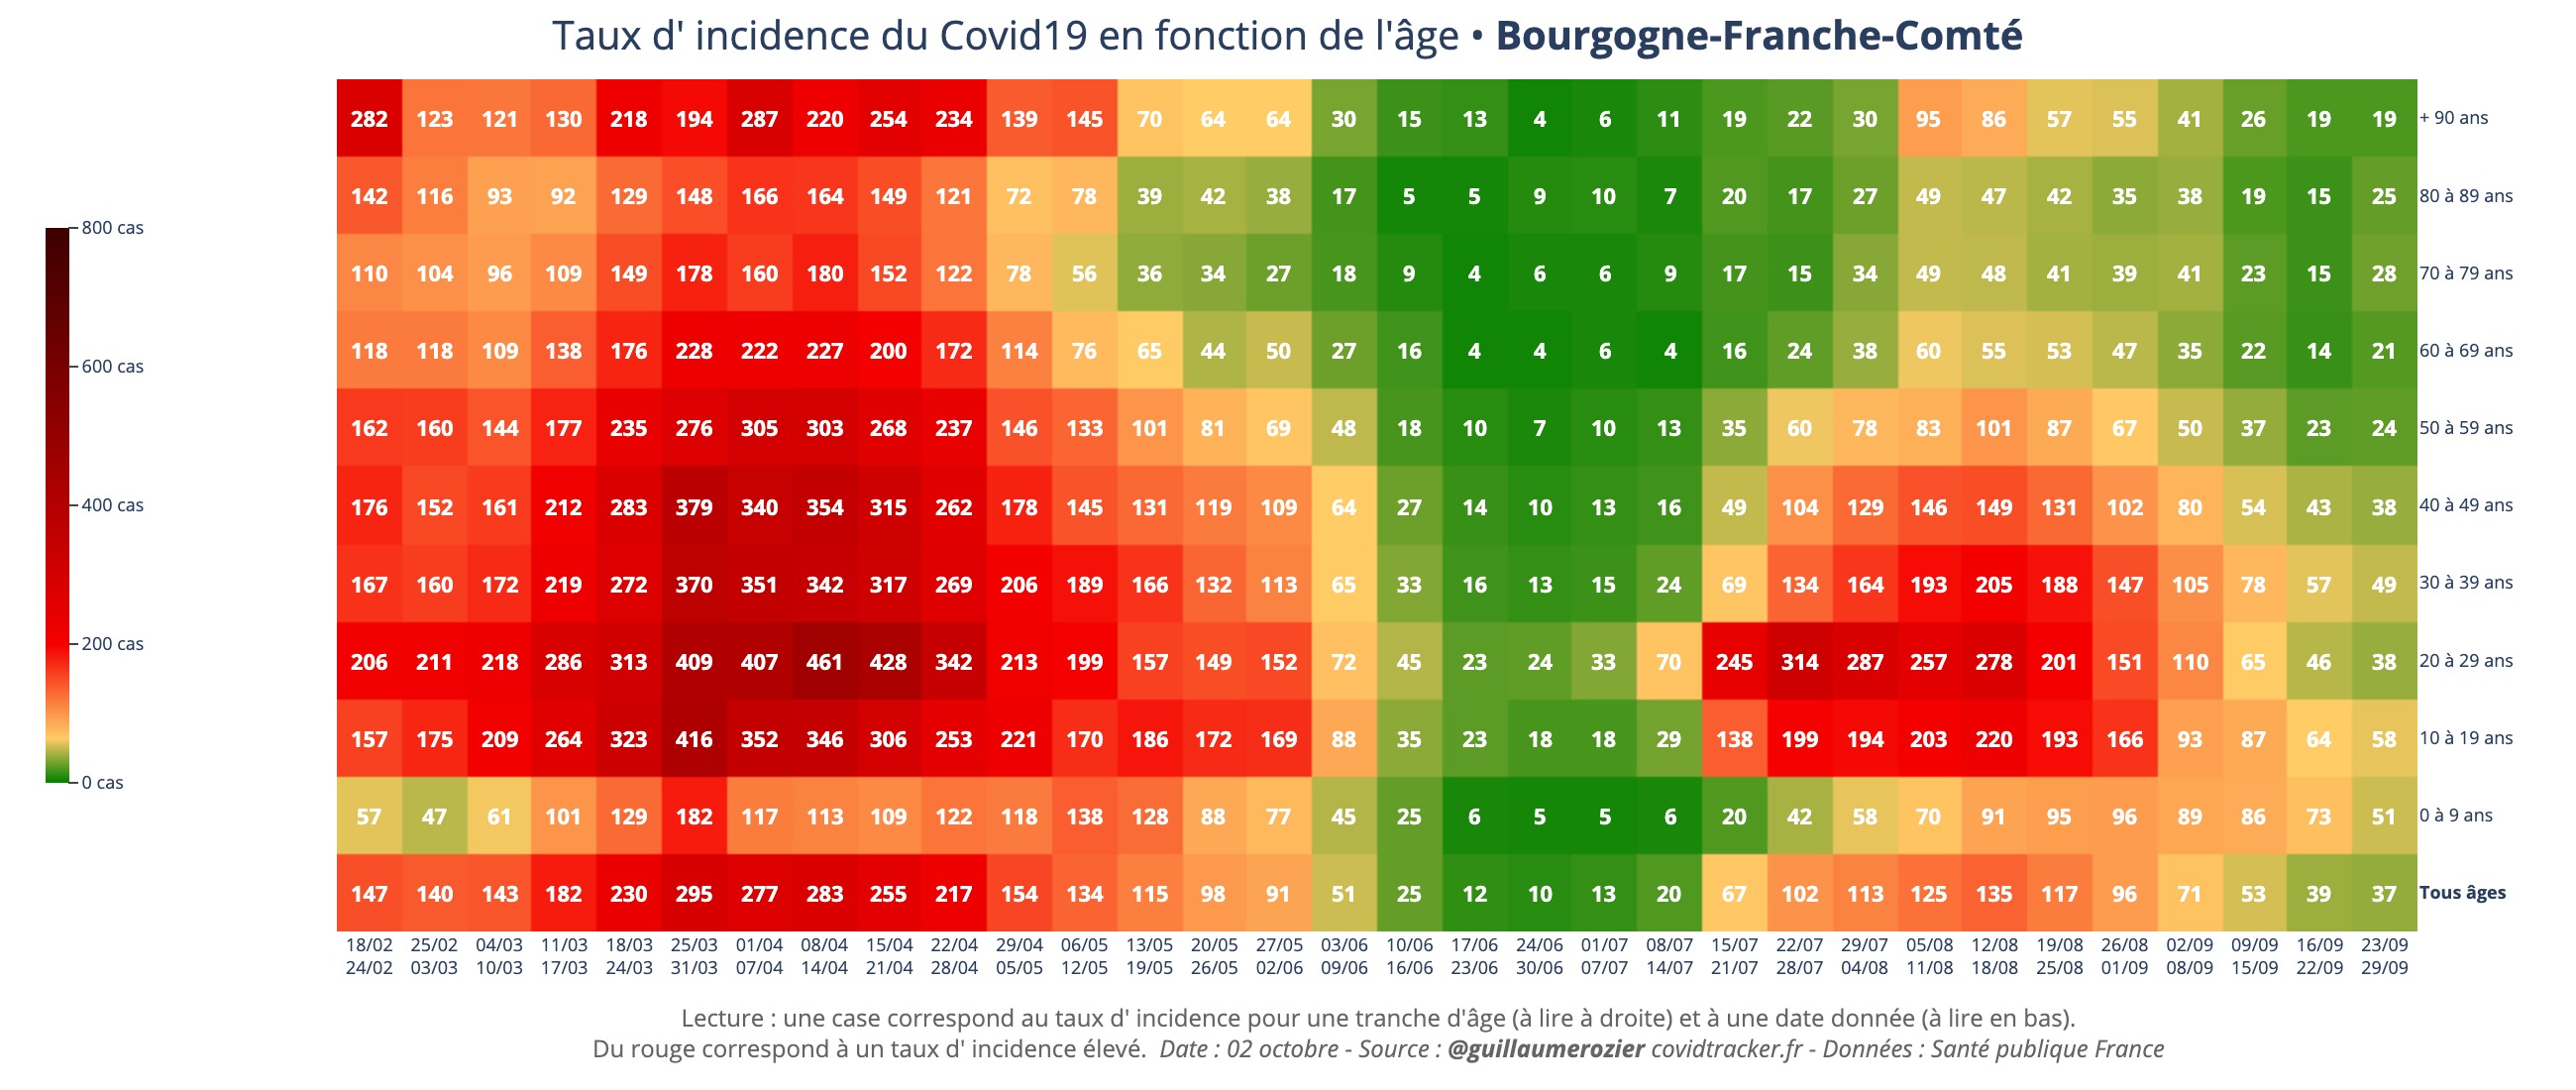 Taux d' incidence du Covid19 en fonction de l'âge • Bourgogne-Franche-Comté
800 cas
600 cas
400 cas
200 cas
0 cas
282 123 121 130 218 194 287 220 254 234 139 145 70 64 64 30 15 13 4 6 11 19 22 30 95 86 57 55 41 26 19 19 + 90 ans
142 116 93 92 129 148 166 164 149 121 72 78 39 42 38 17 5 5 9 10 7 20 17 27 49 47 42 35 38 19 15 25 80 à 89 ans
110 104 96 109 149 178 160 180 152 122 78 56 36 34 27 18 9 4 6 6 9 17 15 34 49 48 41 39 41 23 15 28 70 à 79 ans
118 118 109 138 176 228 222 227 200 172 114 76 65 44 50 27 16 4 4 6 4 16 24 38 60 55 53 47 35 22 14 21 60 à 69 ans
162 160 144 177 235 276 305 303 268 237 146 133 101 81 69 48 18 10 7 10 13 35 60 78 83 101 87 67 50 37 23 24 50 à 59 ans
176 152 161 212 283 379 340 354 315 262 178 145 131 119 109 64 27 14 10 13 16 49 104 129 146 149 131 102 80 54 43 38 40 à 49 ans
167 160 172 219 272 370 351 342 317 269 206 189 166 132 113 65 33 16 13 15 24 69 134 164 193 205 188 147 105 78 57 49 30 à 39 ans
206 211 218 286 313 409 407 461 428 342 213 199 157 149 152 72 45 23 24 33 70 245 314 287 257 278 201 151 110 65 46 38 20 à 29 ans
157 175 209 264 323 416 352 346 306 253 221 170 186 172 169 88 35 23 18 18 29 138 199 194 203 220 193 166 93 87 64 58 10 à 19 ans
57 47 61 101 129 182 117 113 109 122 118 138 128 88 77 45 25 6 5 5 6 20 42 58 70 91 95 96 89 86 73 51 0 à 9 ans
147 140 143 182 230 295 277 283 255 217 154 134 115 98 91 51 25 12 10 13 20 67 102 113 125 135 117 96 71 53 39 37 Tous âges
18/02 25/02 04/03 11/03 18/03 25/03 01/04 08/04 15/04 22/04 29/04 06/05 13/05 20/05 27/05 03/06 10/06 17/06 24/06 01/07 08/07 15/07 22/07 29/07 05/08 12/08 19/08 26/08 02/09 09/09 16/09 23/09
24/02 03/03 10/03 17/03 24/03 31/03 07/04 14/04 21/04 28/04 05/05 12/05 19/05 26/05 02/06 09/06 16/06 23/06 30/06 07/07 14/07 21/07 28/07 04/08 11/08 18/08 25/08 01/09 08/09 15/09 22/09 29/09
Lecture : une case correspond au taux d' incidence pour une tranche d'âge (à lire à droite) et à une date donnée (à lire en bas).
Du rouge correspond à un taux d' incidence élevé. Date : 02 octobre - Source : @guillaumerozier covidtracker.fr - Données : Santé publique France